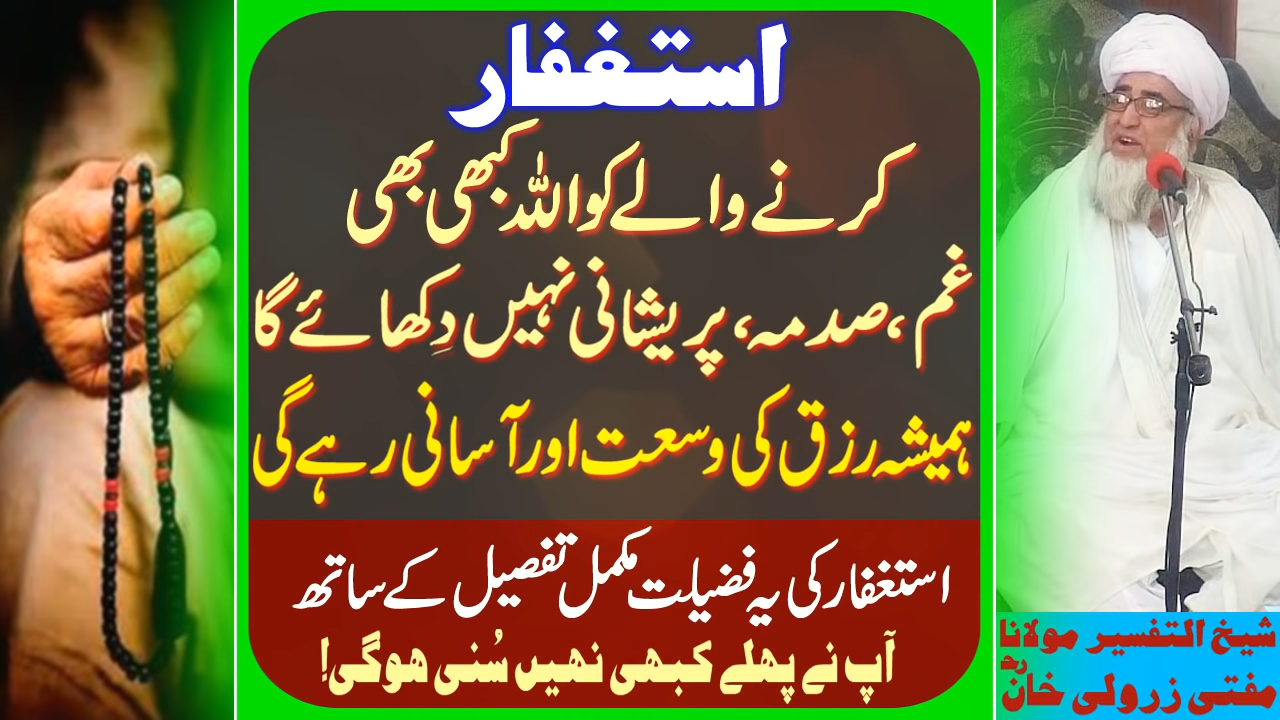 استغفار
کرنے والے کو اللہ کبھی بھی
غم، صدمہ، پریشانی نہیں دِکھائے گا
ہمیشہ رزق کی وسعت اور آسانی رہے گی
استغفار کی یہ فضیلت مکمل تفصیل کے ساتھ
آپ نے پہلے کبھی نہیں سُنی ہوگی!
شیخ التفسیر مولانا
مفتی زرولی خانؒ